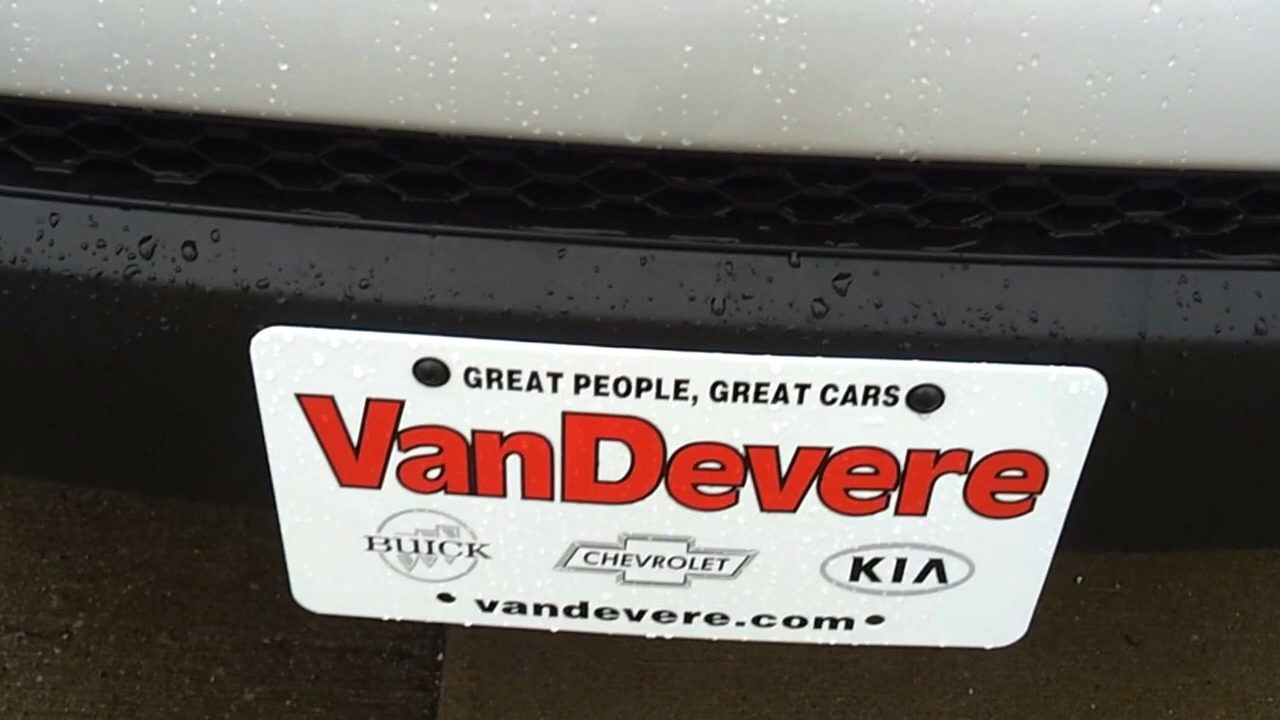 GREAT PEOPLE, GREAT CARS
VanDevere
BUICK CHEVROLET KIA
• vandevere.com •